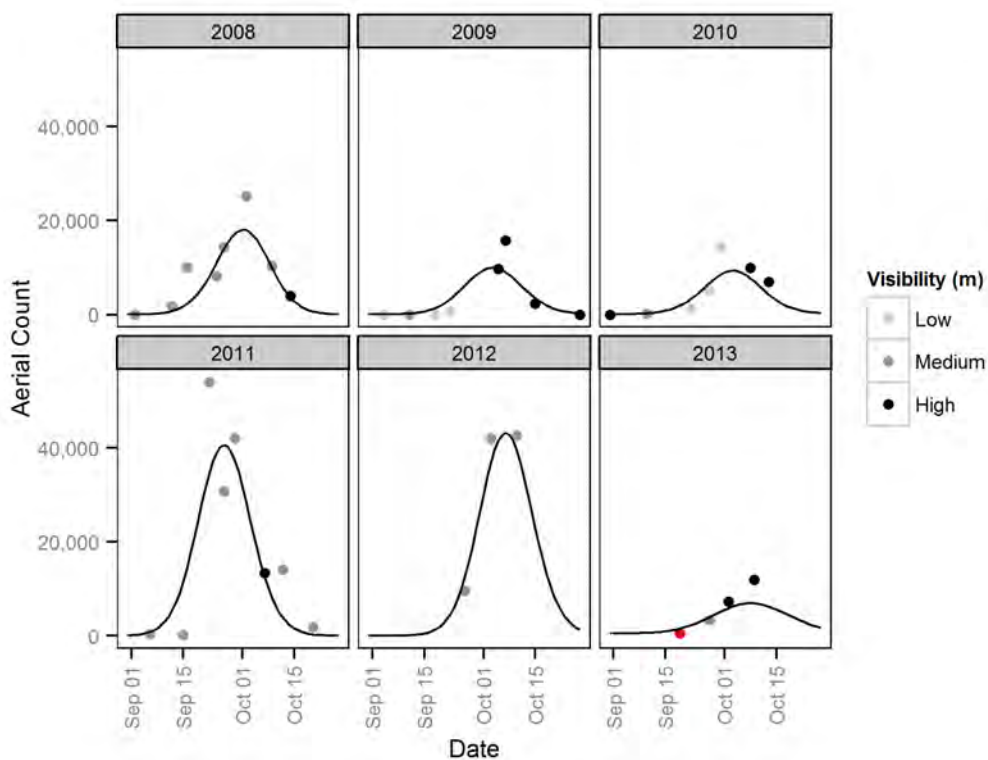 2008
2009
2010
40,000
20,000
0
Aerial Count
2011
2012
2013
40,000
20,000
0
Sep 01
Sep 15
Oct 01
Oct 15
Sep 01
Sep 15
Oct 01
Oct 15
Sep 01
Sep 15
Oct 01
Oct 15
Date
Visibility (m)
Low
Medium
High